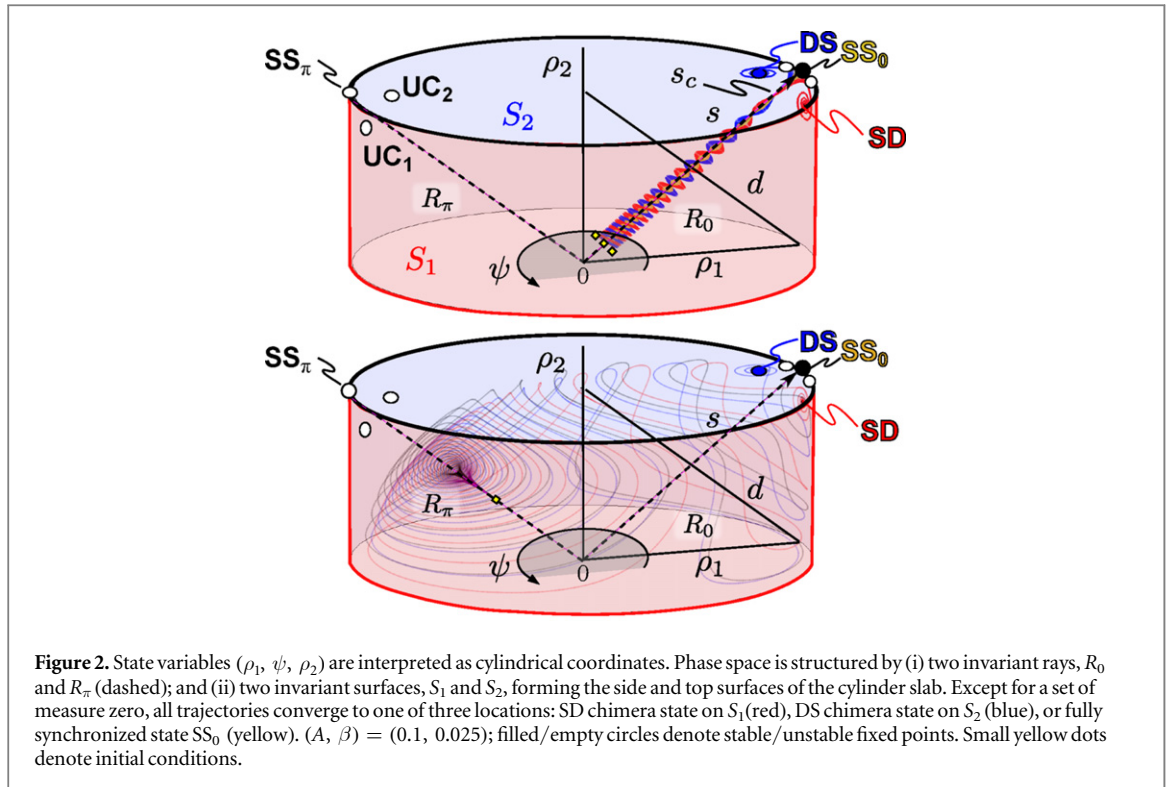 DS
SSπ
ρ2
sc
SS0
UC2
S2
s
SD
UC1
d
Rπ
R0
S1
ψ
ρ1
0
DS
SSπ
ρ2
SS0
s
SD
d
Rπ
R0
ψ
ρ1
0
Figure 2. State variables (ρ1, ψ, ρ2) are interpreted as cylindrical coordinates. Phase space is structured by (i) two invariant rays, R0
and Rπ (dashed); and (ii) two invariant surfaces, S1 and S2, forming the side and top surfaces of the cylinder slab. Except for a set of
measure zero, all trajectories converge to one of three locations: SD chimera state on S1(red), DS chimera state on S2 (blue), or fully
synchronized state SS0 (yellow). (A, β) = (0.1, 0.025); filled/empty circles denote stable/unstable fixed points. Small yellow dots
denote initial conditions.